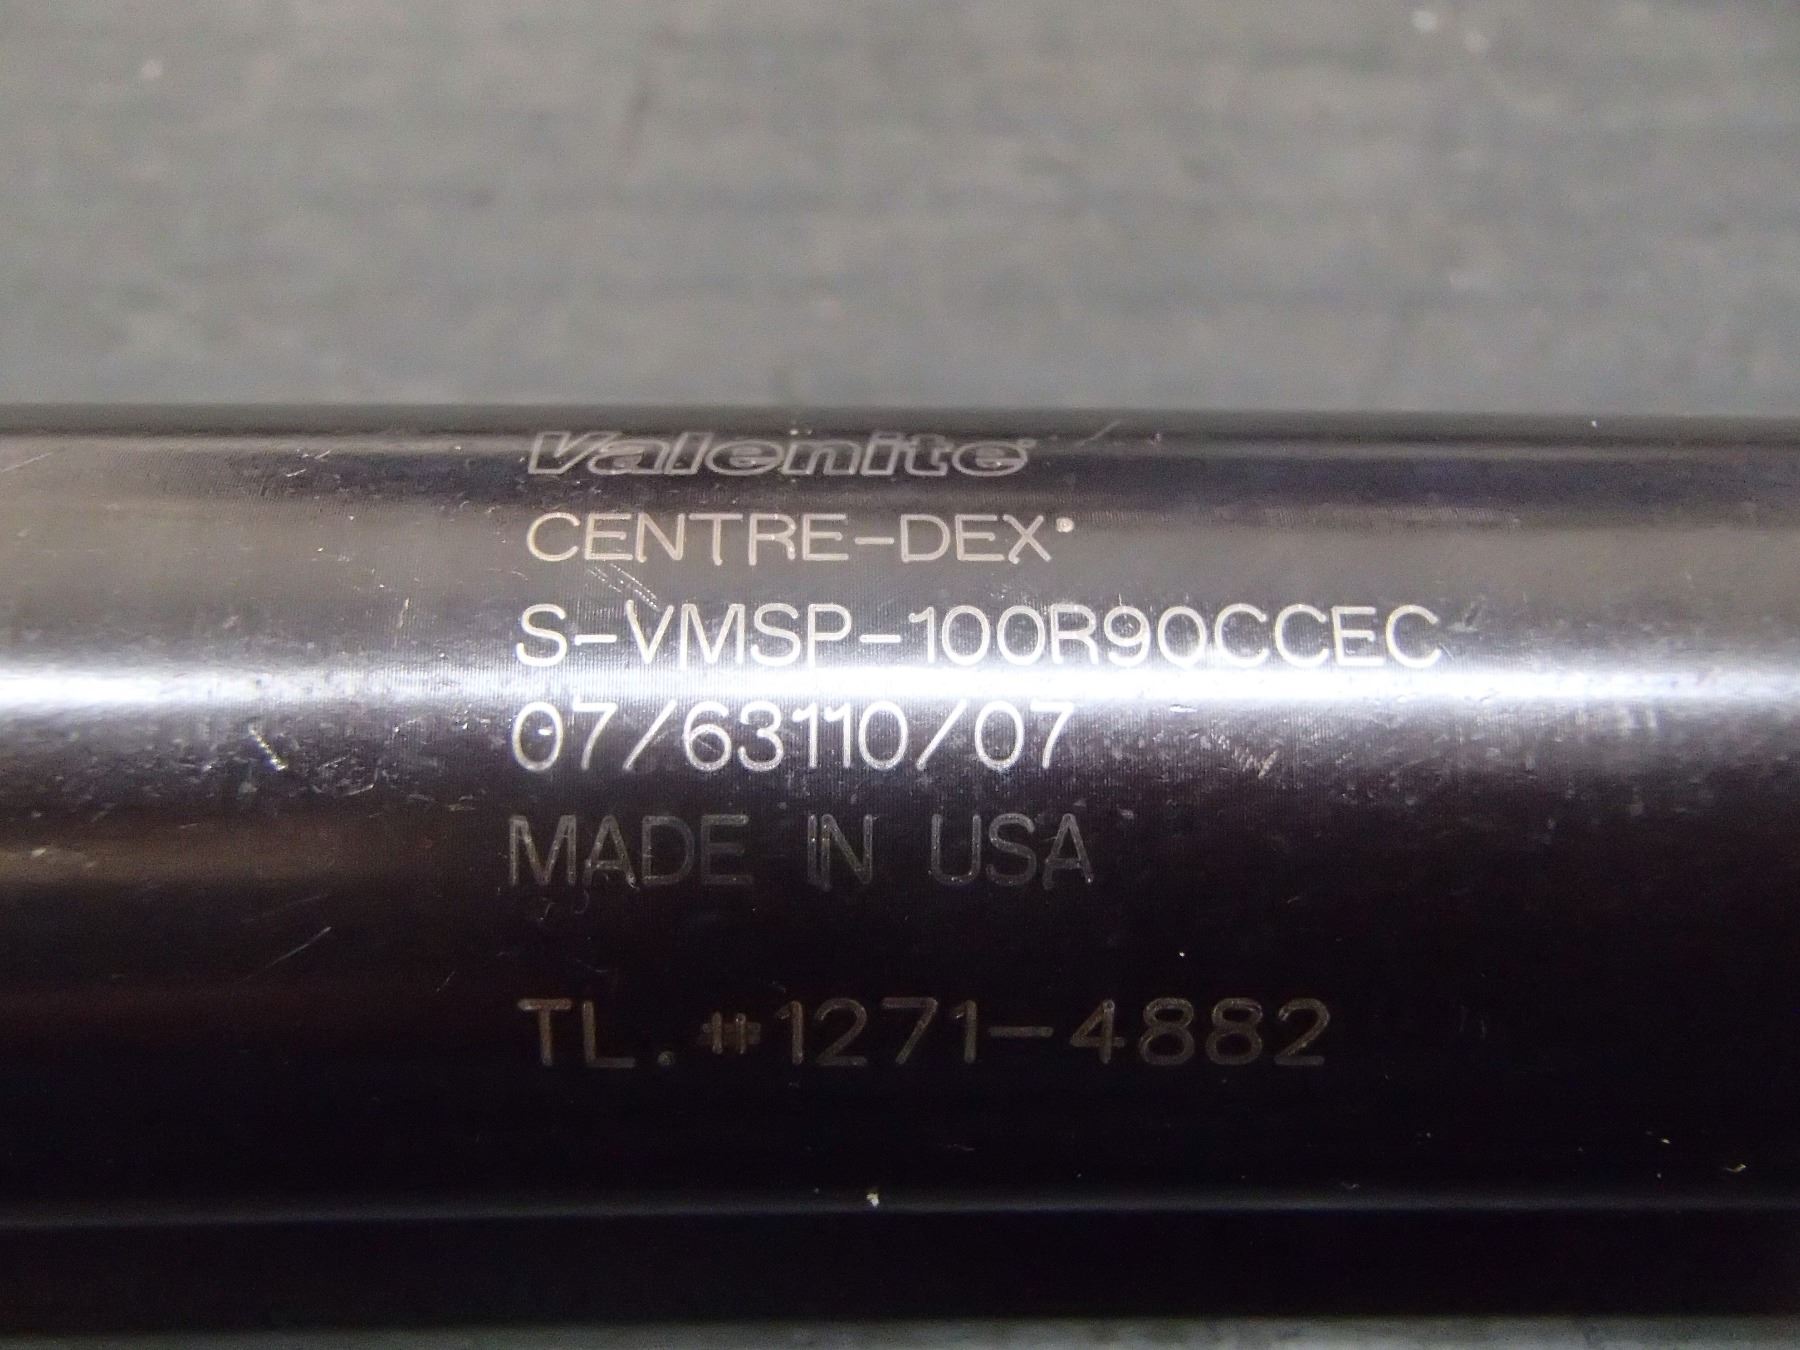 Valenite
CENTRE-DEX
S-VMSP-100R90CCEC
07/63110/07
MADE IN USA
TL.#1271-4882